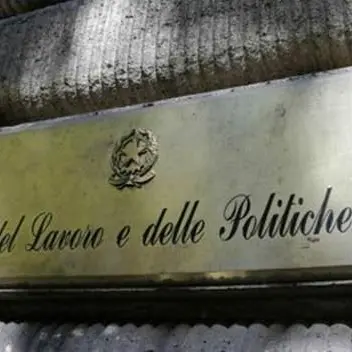 del Lavoro e delle Politiche